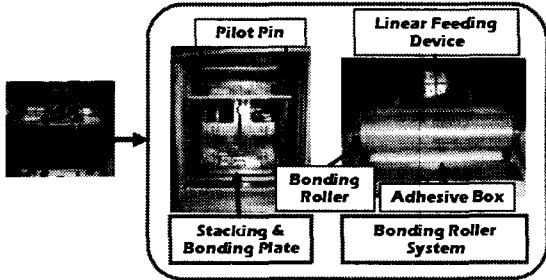 Pilot Pin
Linear Feeding
Device
Bonding
Roller
Adhesive Box
Stacking &
Bonding Plate
Bonding Roller
System